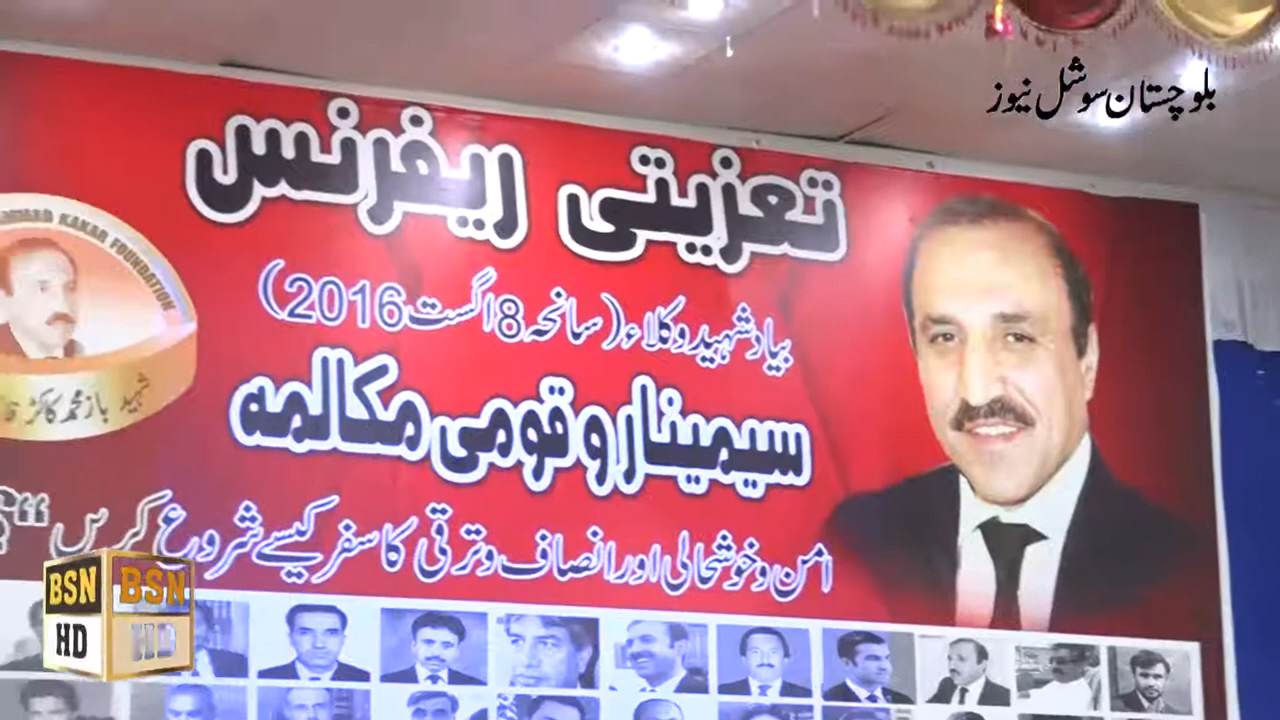 بلوچستان سوشل نیوز
تعزیتی ریفرنس
بیاد شہید وکلاء (سانحہ 8 اگست 2016)
سیمینار و قومی مکالمہ
امن و خوشحالی اور انصاف و ترقی کا سفر کیسے شروع کریں“؟
KAKAR FOUNDATION
شہید باز محمد کاکڑ
BSN
HD
BSN
HD